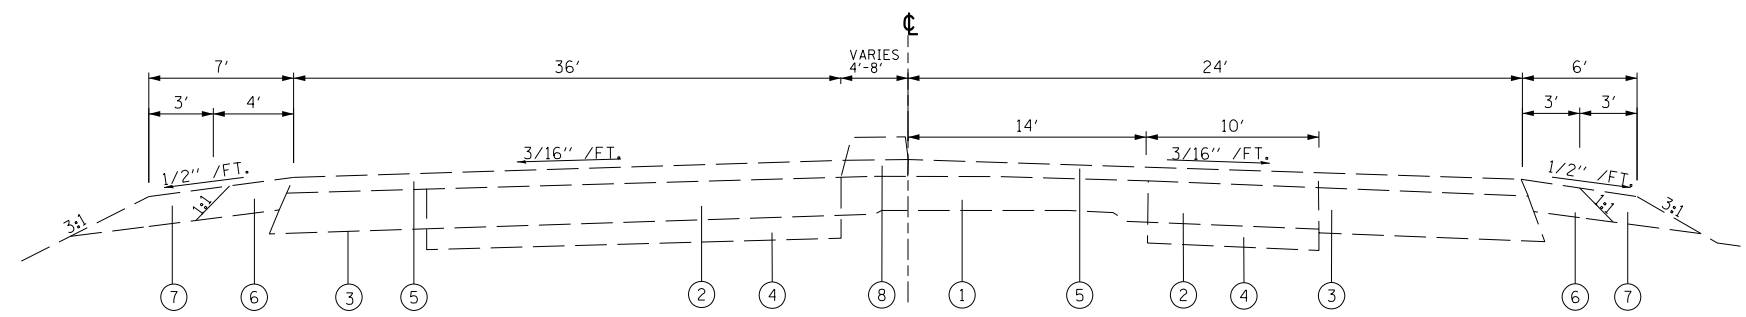 ℄
VARIES
4'-8'
7' 36' 24' 6'
3' 4' 3' 3'
14' 10'
3/16'' /FT. 3/16'' /FT.
1/2'' /FT. 1/2'' /FT.
3:1 1:1 1:1 3:1
7 6 3 5 2 4 8 1 5 2 4 3 6 7